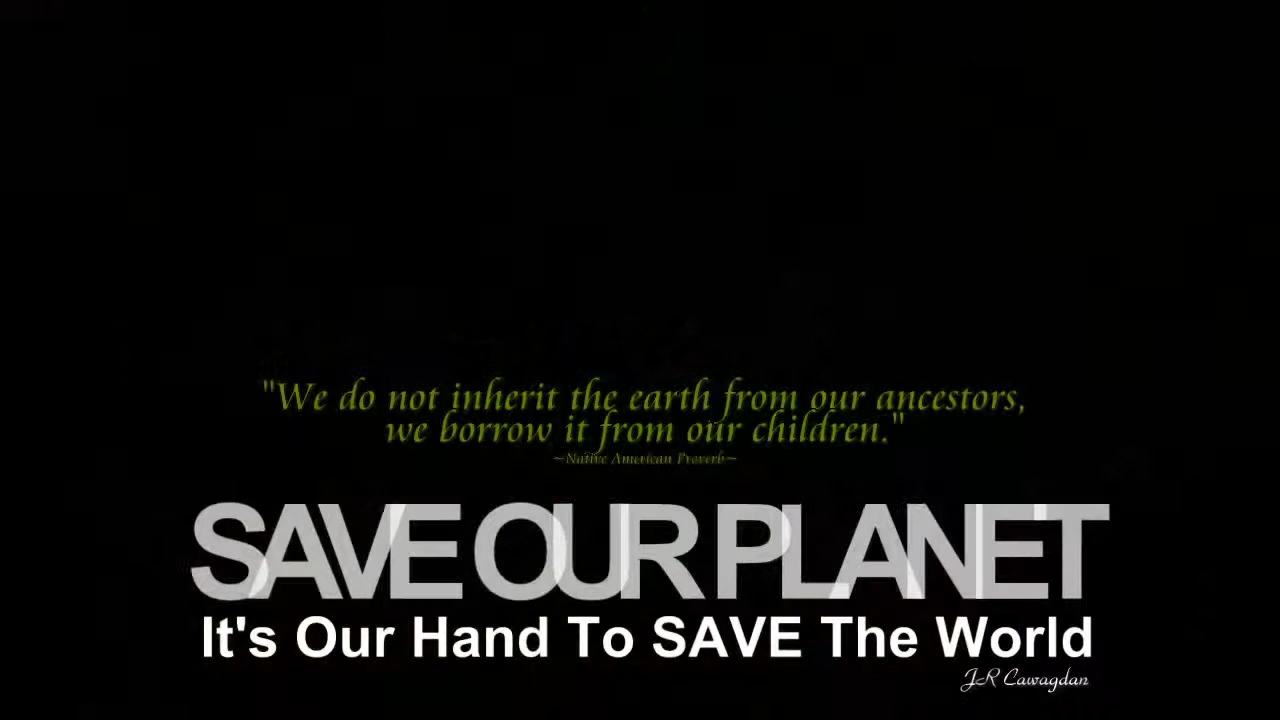 "We do not inherit the earth from our ancestors,
we borrow it from our children."
~Native American Proverb~
SAVE OUR PLANET
It's Our Hand To SAVE The World
J-R Cawagdan